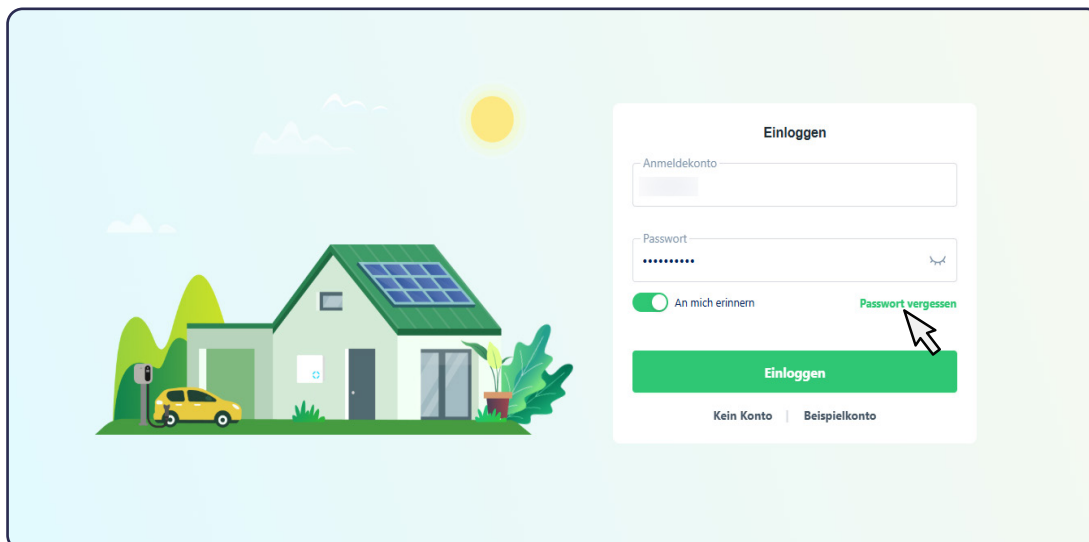 Einloggen
Anmeldekonto
Passwort
••••••••••
An mich erinnern
Passwort vergessen
Einloggen
Kein Konto | Beispielkonto